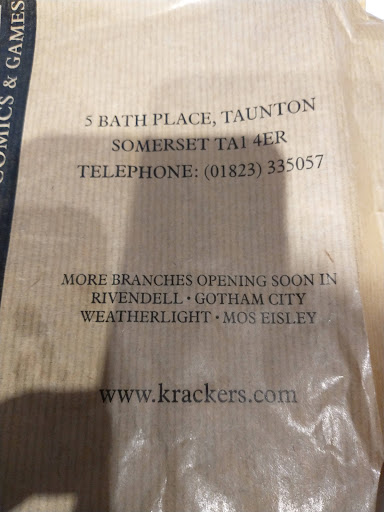 COMICS & GAMES
5 BATH PLACE, TAUNTON
SOMERSET TA1 4ER
TELEPHONE: (01823) 335057
MORE BRANCHES OPENING SOON IN
RIVENDELL · GOTHAM CITY
WEATHERLIGHT · MOS EISLEY
www.krackers.com